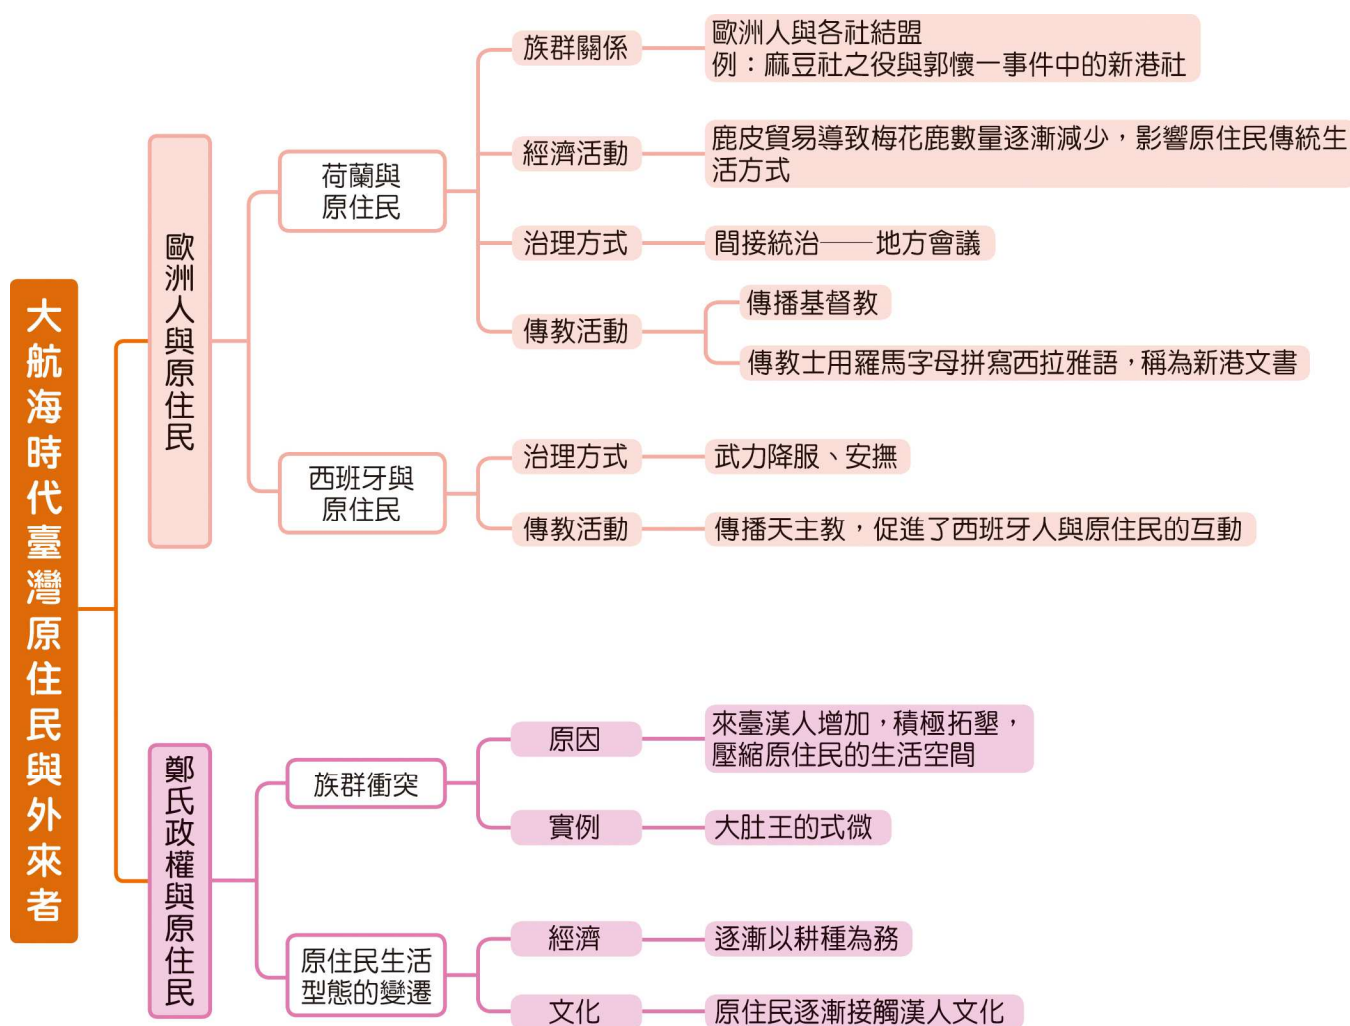 大航海時代臺灣原住民與外來者
歐洲人與原住民
荷蘭與
原住民
族群關係
歐洲人與各社結盟
例：麻豆社之役與郭懷一事件中的新港社
經濟活動
鹿皮貿易導致梅花鹿數量逐漸減少，影響原住民傳統生
活方式
治理方式
間接統治——地方會議
傳教活動
傳播基督教
傳教士用羅馬字母拼寫西拉雅語，稱為新港文書
西班牙與
原住民
治理方式
武力降服、安撫
傳教活動
傳播天主教，促進了西班牙人與原住民的互動
鄭氏政權與原住民
族群衝突
原因
來臺漢人增加，積極拓墾，
壓縮原住民的生活空間
實例
大肚王的式微
原住民生活
型態的變遷
經濟
逐漸以耕種為務
文化
原住民逐漸接觸漢人文化